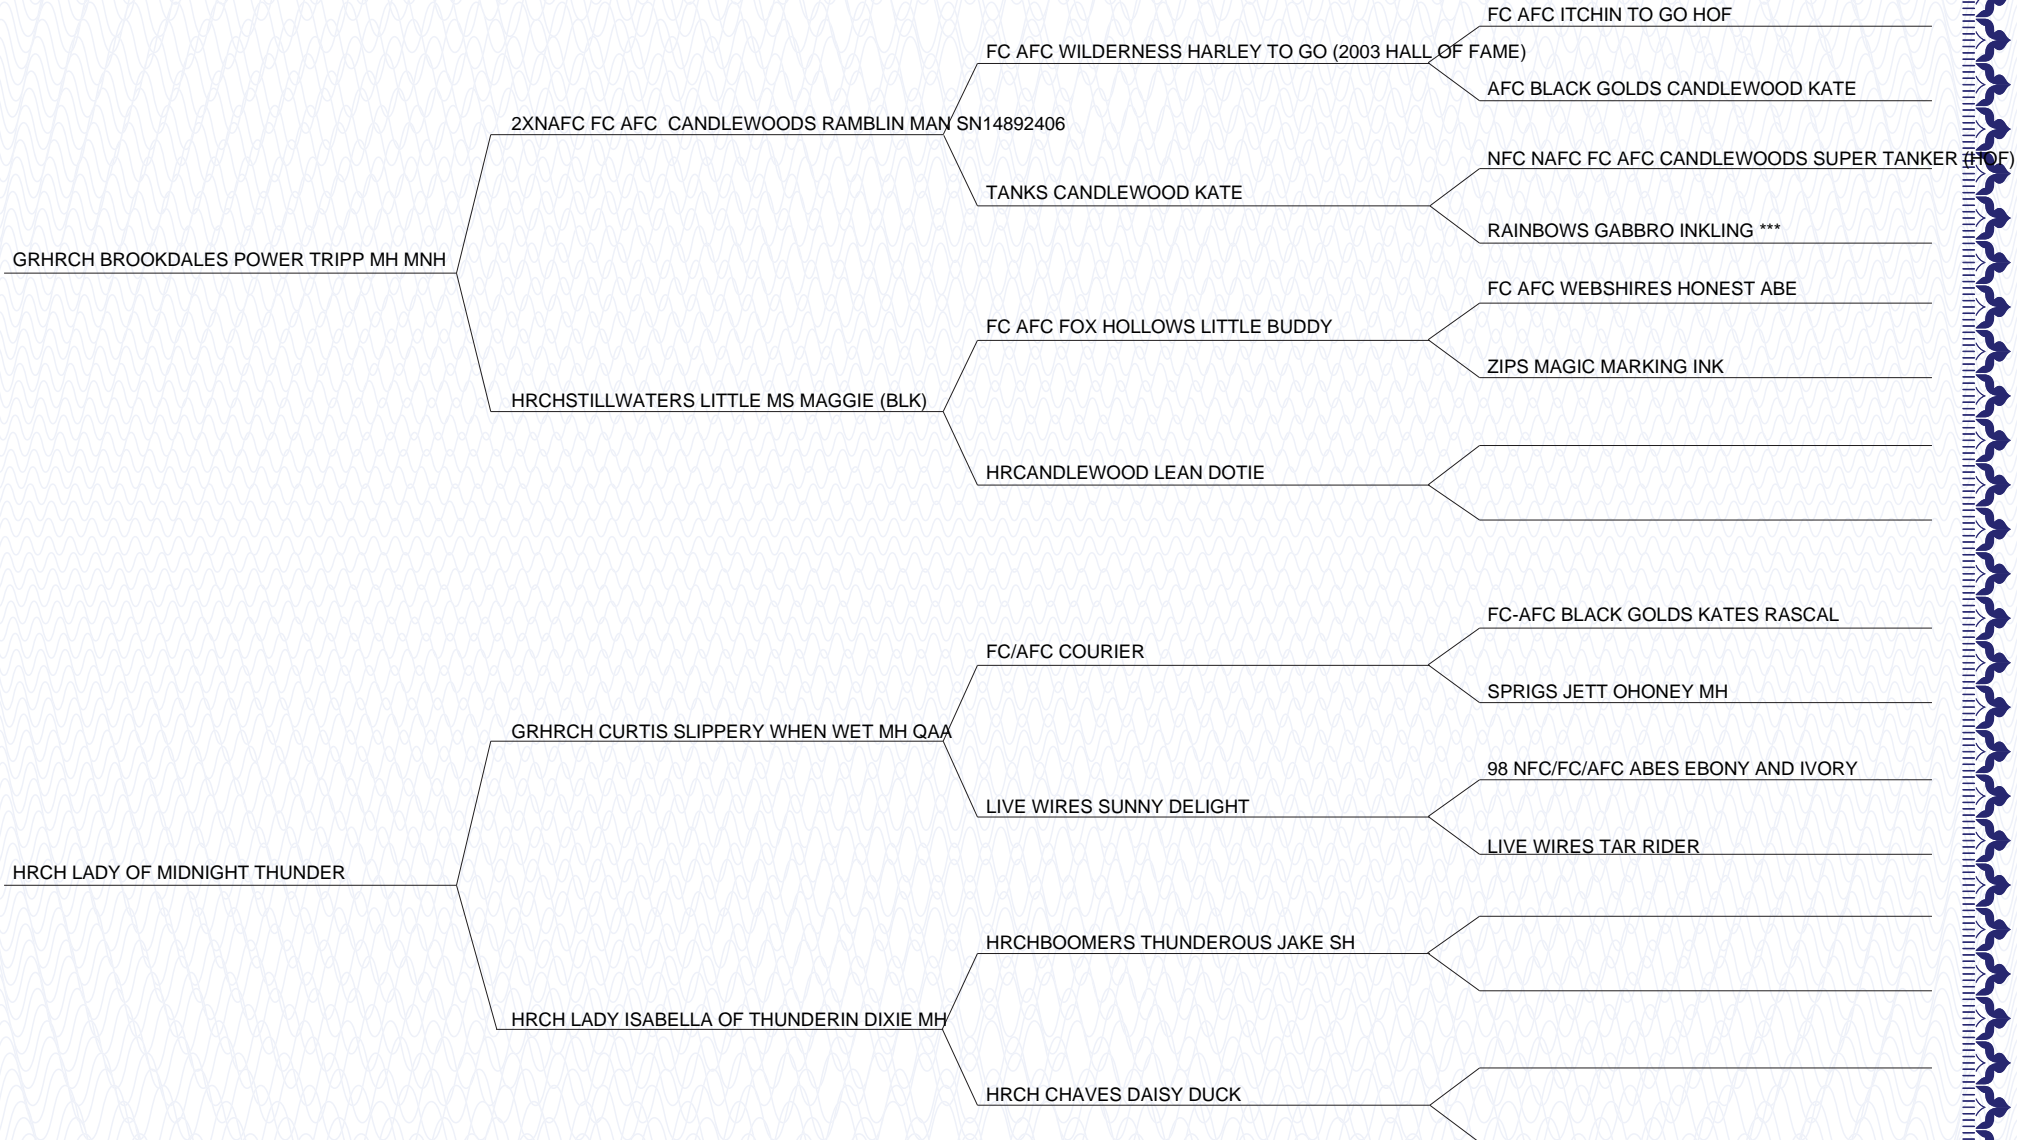 FC AFC ITCHIN TO GO HOF
FC AFC WILDERNESS HARLEY TO GO (2003 HALL OF FAME)
AFC BLACK GOLDS CANDLEWOOD KATE
2XNAFC FC AFC  CANDLEWOODS RAMBLIN MAN SN14892406
NFC NAFC FC AFC CANDLEWOODS SUPER TANKER (HOF)
TANKS CANDLEWOOD KATE
RAINBOWS GABBRO INKLING ***
GRHRCH BROOKDALES POWER TRIPP MH MNH
FC AFC WEBSHIRES HONEST ABE
FC AFC FOX HOLLOWS LITTLE BUDDY
ZIPS MAGIC MARKING INK
HRCHSTILLWATERS LITTLE MS MAGGIE (BLK)
HRCANDLEWOOD LEAN DOTIE
FC-AFC BLACK GOLDS KATES RASCAL
FC/AFC COURIER
SPRIGS JETT OHONEY MH
GRHRCH CURTIS SLIPPERY WHEN WET MH QAA
98 NFC/FC/AFC ABES EBONY AND IVORY
LIVE WIRES SUNNY DELIGHT
LIVE WIRES TAR RIDER
HRCH LADY OF MIDNIGHT THUNDER
HRCHBOOMERS THUNDEROUS JAKE SH
HRCH LADY ISABELLA OF THUNDERIN DIXIE MH
HRCH CHAVES DAISY DUCK